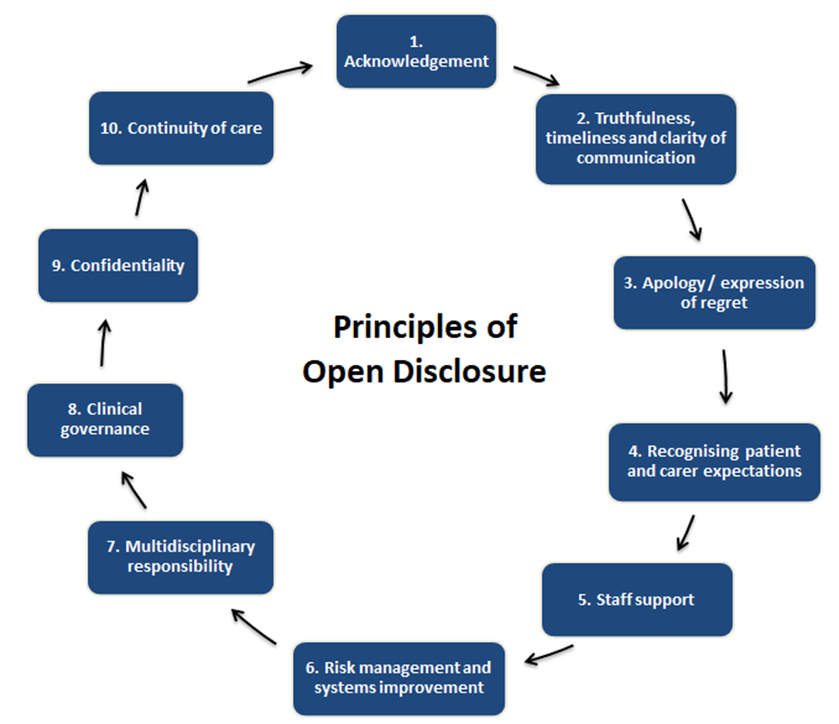 1.
Acknowledgement
2. Truthfulness,
timeliness and clarity of
communication
3. Apology / expression
of regret
4. Recognising patient
and carer expectations
5. Staff support
6. Risk management and
systems improvement
7. Multidisciplinary
responsibility
8. Clinical
governance
9. Confidentiality
10. Continuity of care
Principles of
Open Disclosure